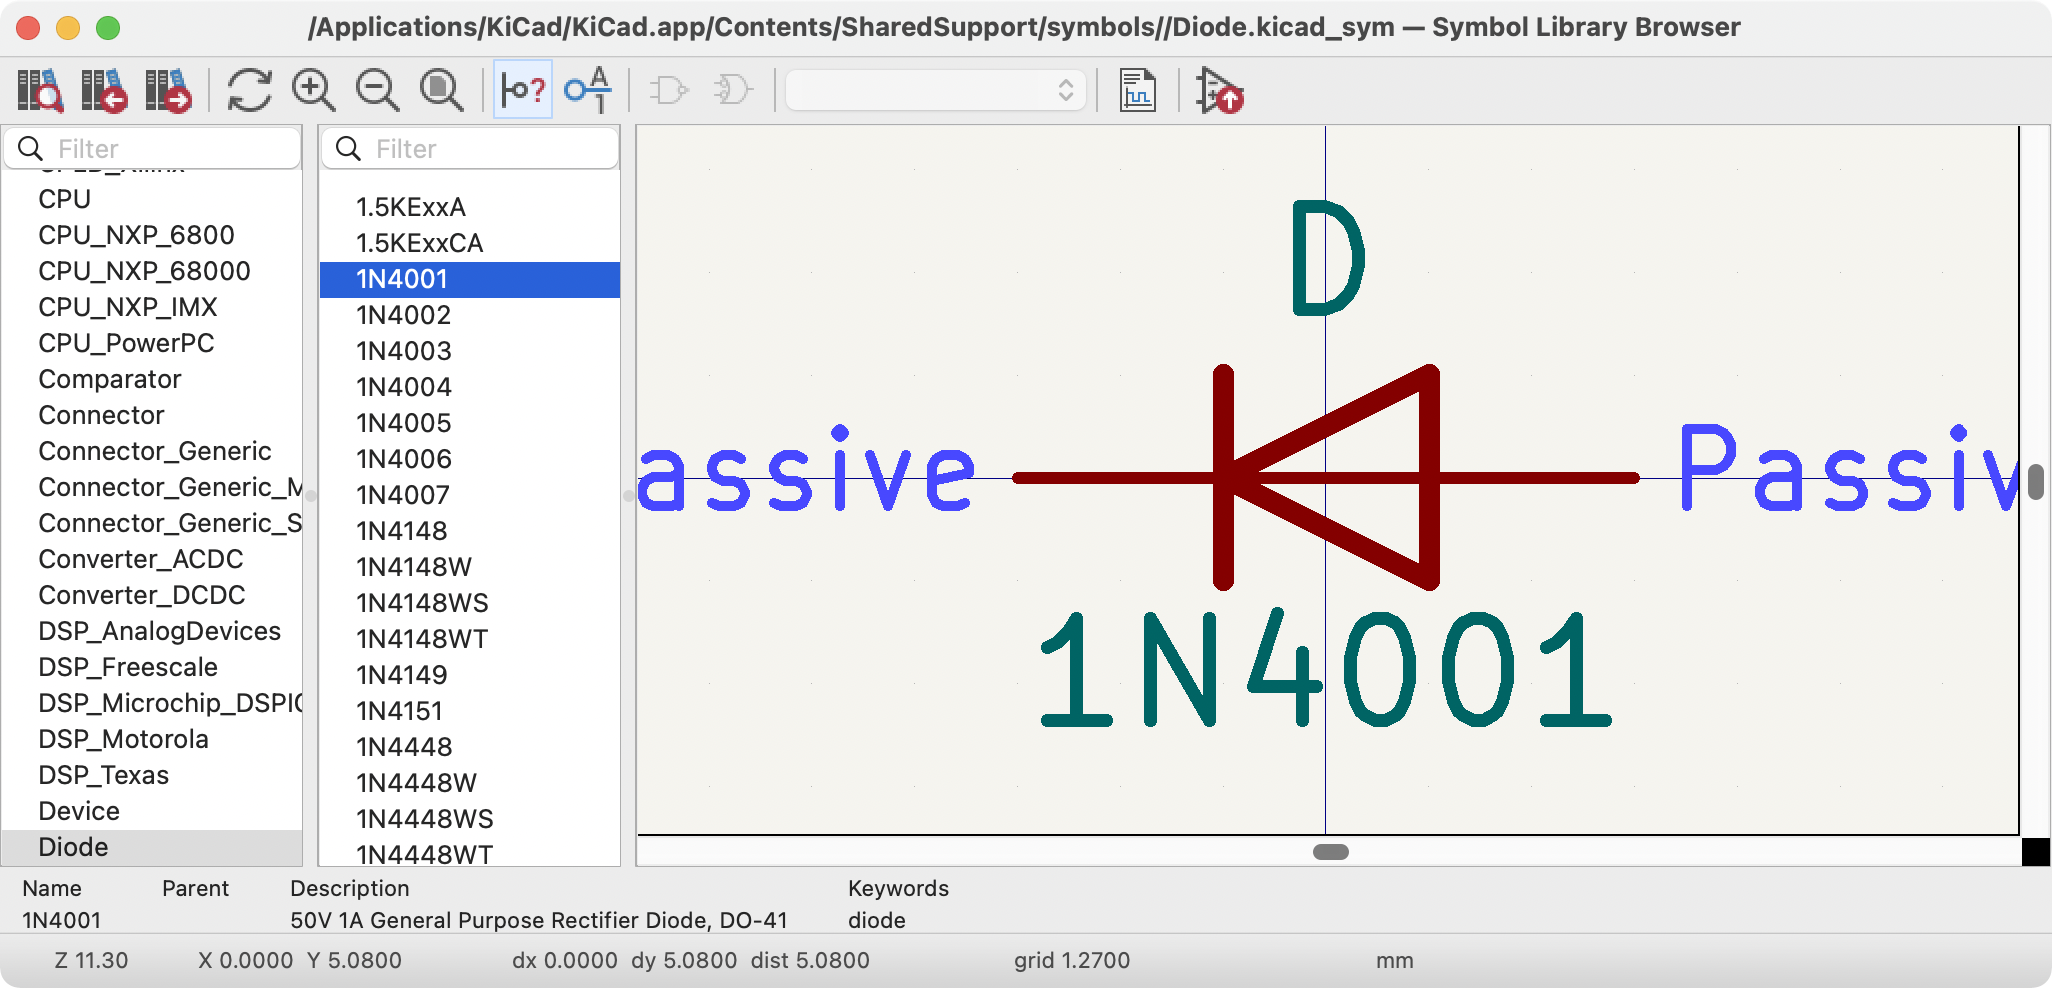 /Applications/KiCad/KiCad.app/Contents/SharedSupport/symbols//Diode.kicad_sym — Symbol Library Browser
Filter
CPU
CPU_NXP_6800
CPU_NXP_68000
CPU_NXP_IMX
CPU_PowerPC
Comparator
Connector
Connector_Generic
Connector_Generic_M
Connector_Generic_S
Converter_ACDC
Converter_DCDC
DSP_AnalogDevices
DSP_Freescale
DSP_Microchip_DSPIC
DSP_Motorola
DSP_Texas
Device
Diode
Filter
1.5KExxA
1.5KExxCA
1N4001
1N4002
1N4003
1N4004
1N4005
1N4006
1N4007
1N4148
1N4148W
1N4148WS
1N4148WT
1N4149
1N4151
1N4448
1N4448W
1N4448WS
1N4448WT
D
assive
Passiv
1N4001
Name Parent Description Keywords
1N4001 50V 1A General Purpose Rectifier Diode, DO-41 diode
Z 11.30 X 0.0000 Y 5.0800 dx 0.0000 dy 5.0800 dist 5.0800 grid 1.2700 mm